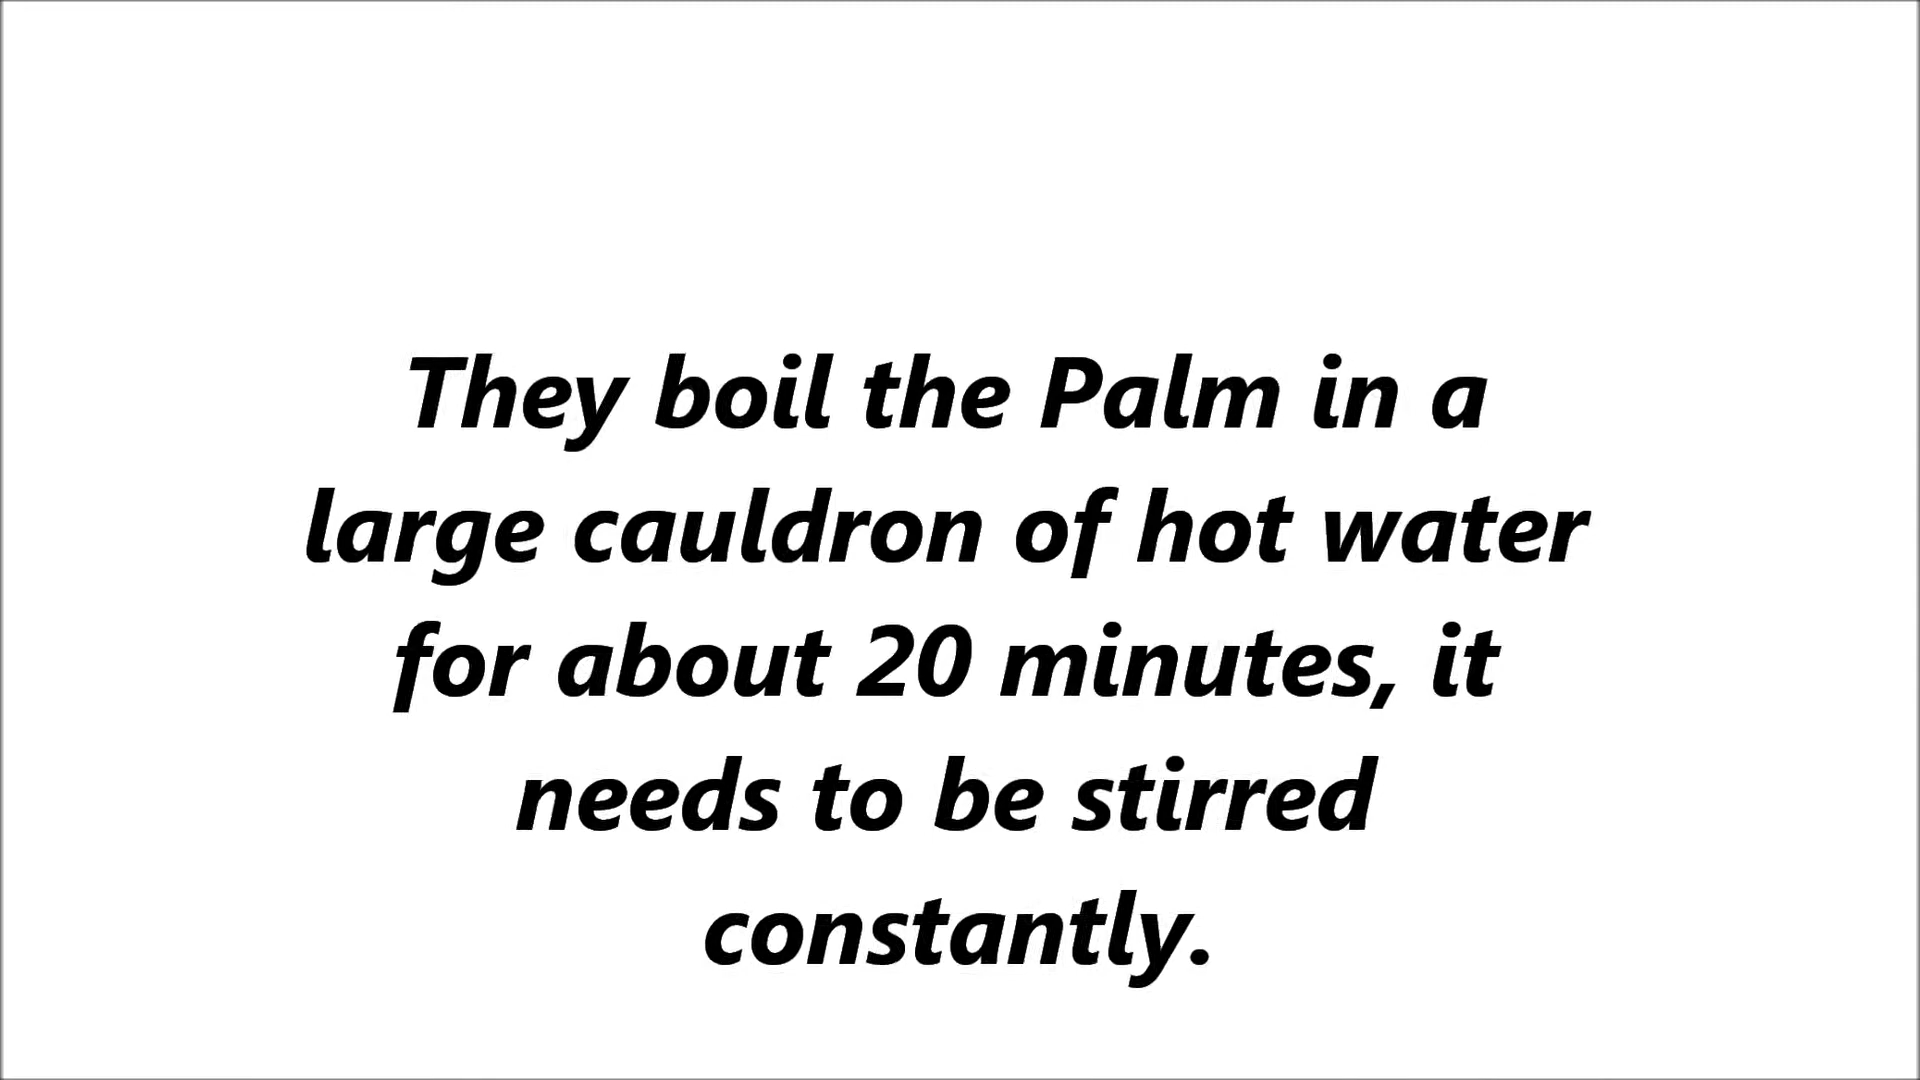 They boil the Palm in a
large cauldron of hot water
for about 20 minutes, it
needs to be stirred
constantly.